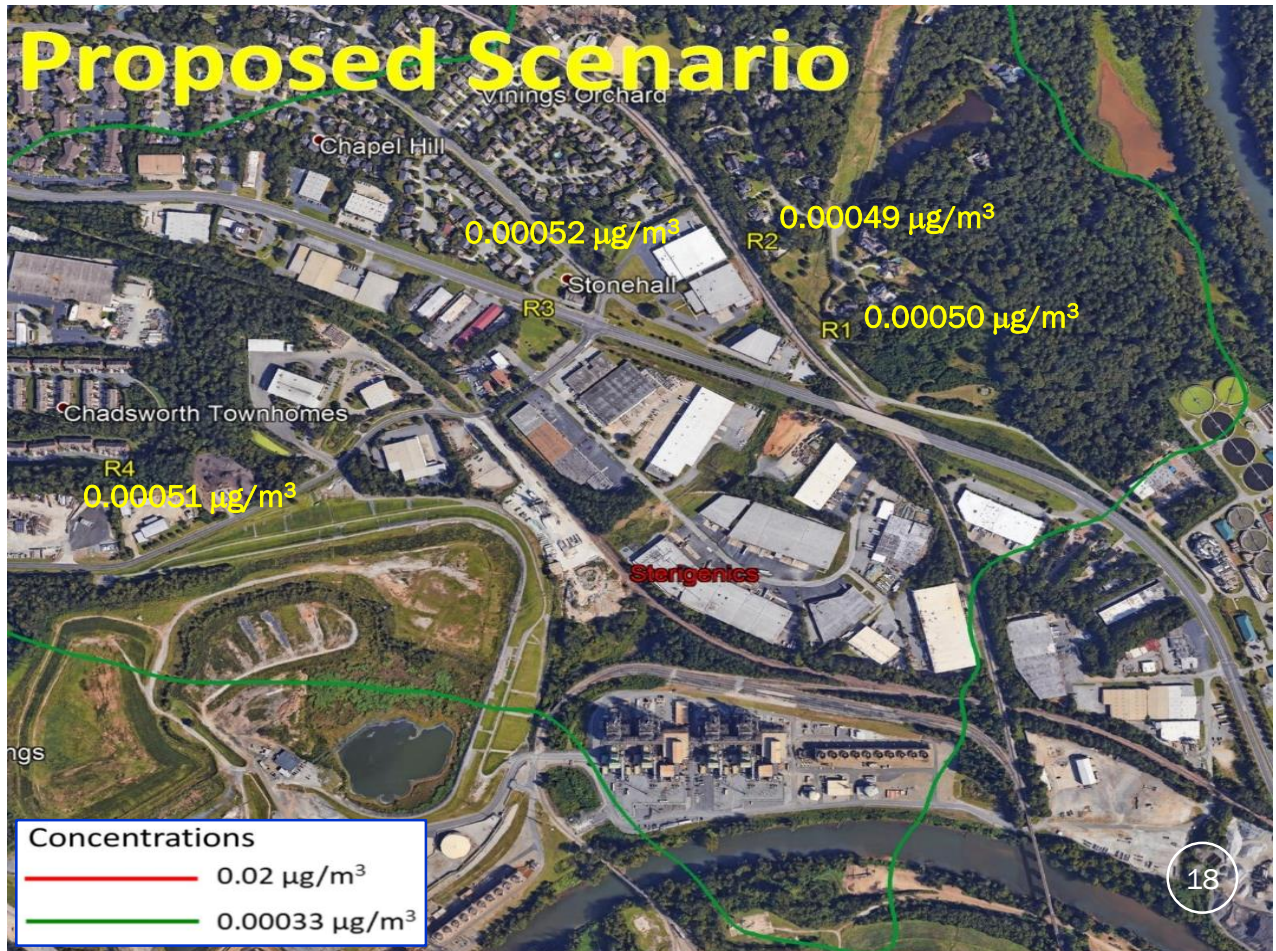 Proposed Scenario
Vinings Orchard
Chapel Hill
0.00052 µg/m³
0.00049 µg/m³
R2
Stonehall
R3
R1
0.00050 µg/m³
Chadsworth Townhomes
R4
0.00051 µg/m³
Sterigenics
ngs
Concentrations
0.02 µg/m³
0.00033 µg/m³
18